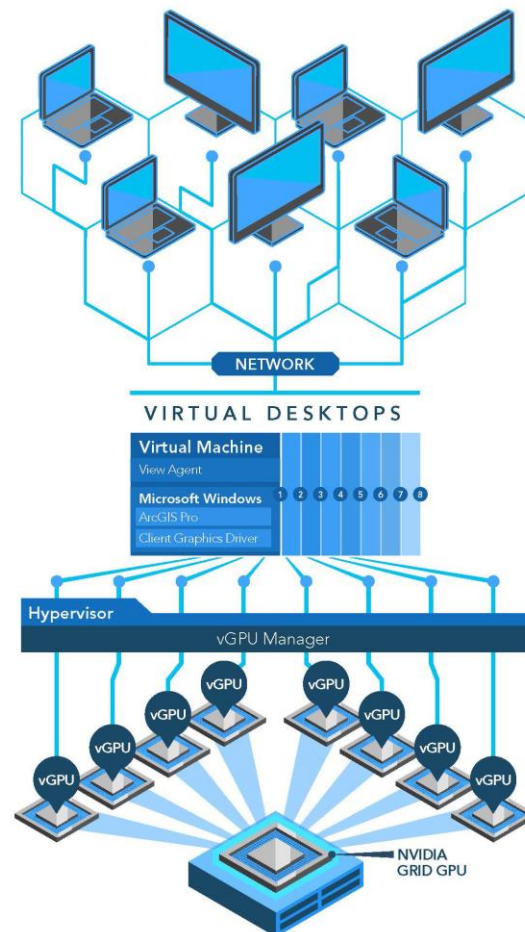 NETWORK
VIRTUAL DESKTOPS
Virtual Machine
View Agent
Microsoft Windows
1 2 3 4 5 6 7 8
ArcGIS Pro
Client Graphics Driver
Hypervisor
vGPU Manager
vGPU vGPU
vGPU vGPU
vGPU vGPU
vGPU vGPU
NVIDIA
GRID GPU